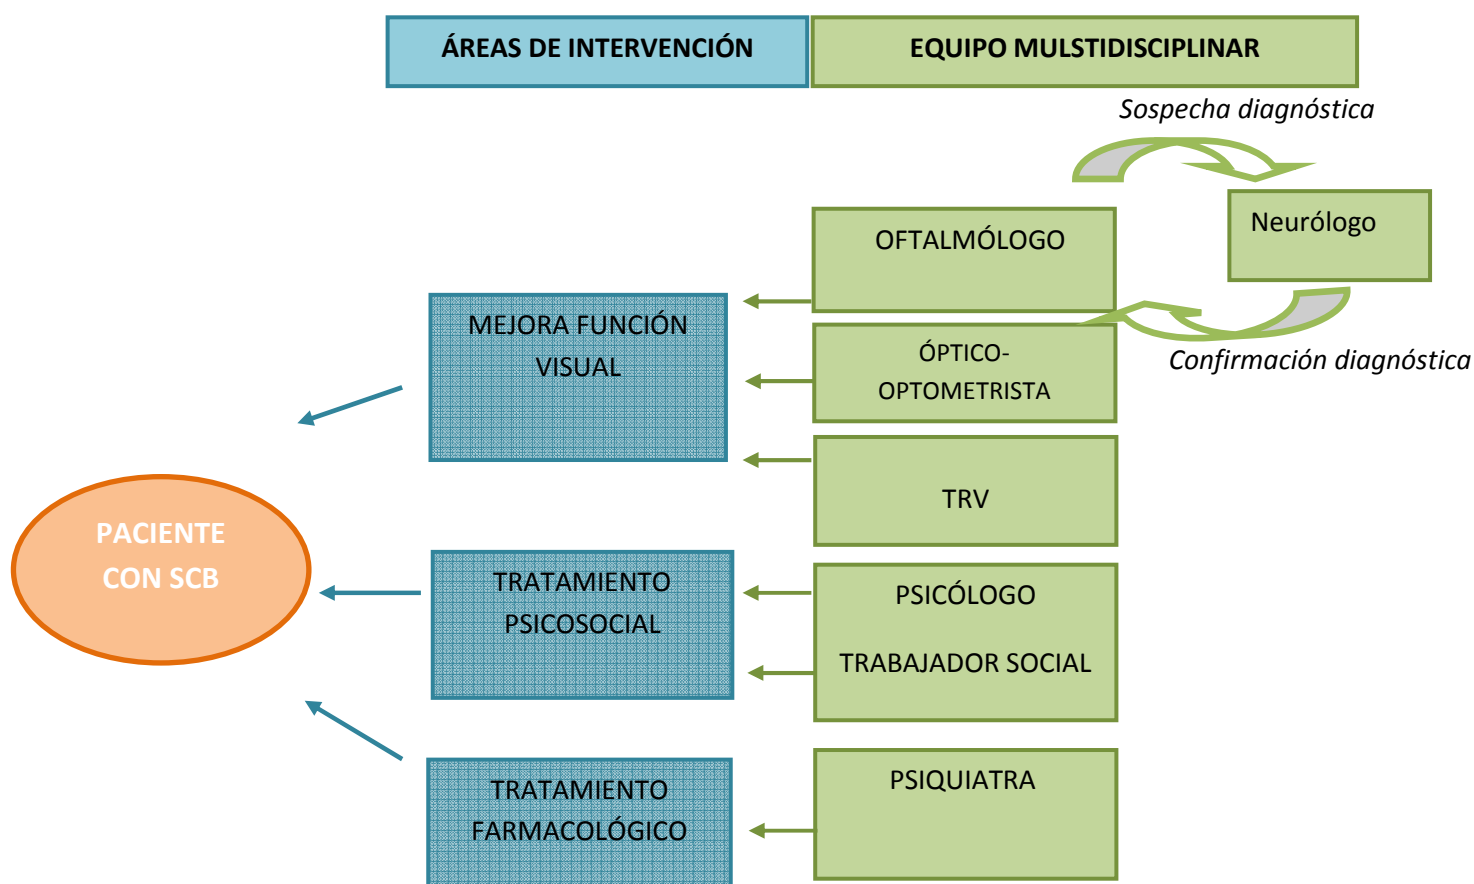 ÁREAS DE INTERVENCIÓN
EQUIPO MULSTIDISCIPLINAR
Sospecha diagnóstica
OFTALMÓLOGO
Neurólogo
MEJORA FUNCIÓN
VISUAL
ÓPTICO-
OPTOMETRISTA
Confirmación diagnóstica
TRV
PACIENTE
CON SCB
TRATAMIENTO
PSICOSOCIAL
PSICÓLOGO
TRABAJADOR SOCIAL
TRATAMIENTO
FARMACOLÓGICO
PSIQUIATRA